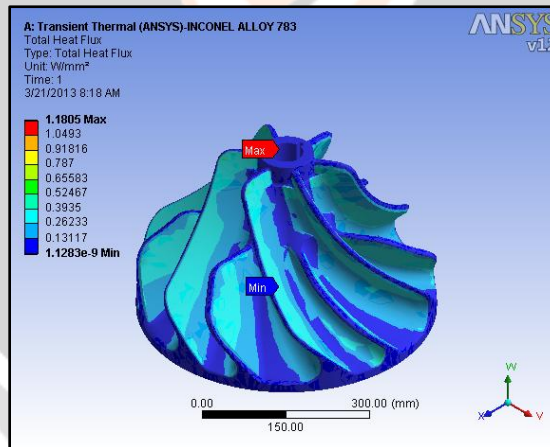 A: Transient Thermal (ANSYS)-INCONEL ALLOY 783
Total Heat Flux
Type: Total Heat Flux
Unit: W/mm²
Time: 1
3/21/2013 8:18 AM
ANSYS
1.1805 Max
1.0493
0.91816
0.787
0.65583
0.52467
0.3935
0.26233
0.13117
1.1283e-9 Min
Max
Min
0.00
300.00 (mm)
150.00
W
X
V